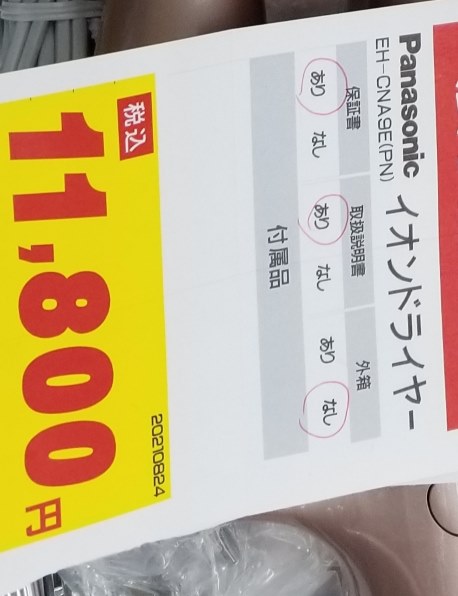 Panasonic
EH-CNA9E(PN) イオンドライヤー
保証書 取扱説明書 外箱
あり なし あり なし あり なし
付属品
20210824
税込
11,800円